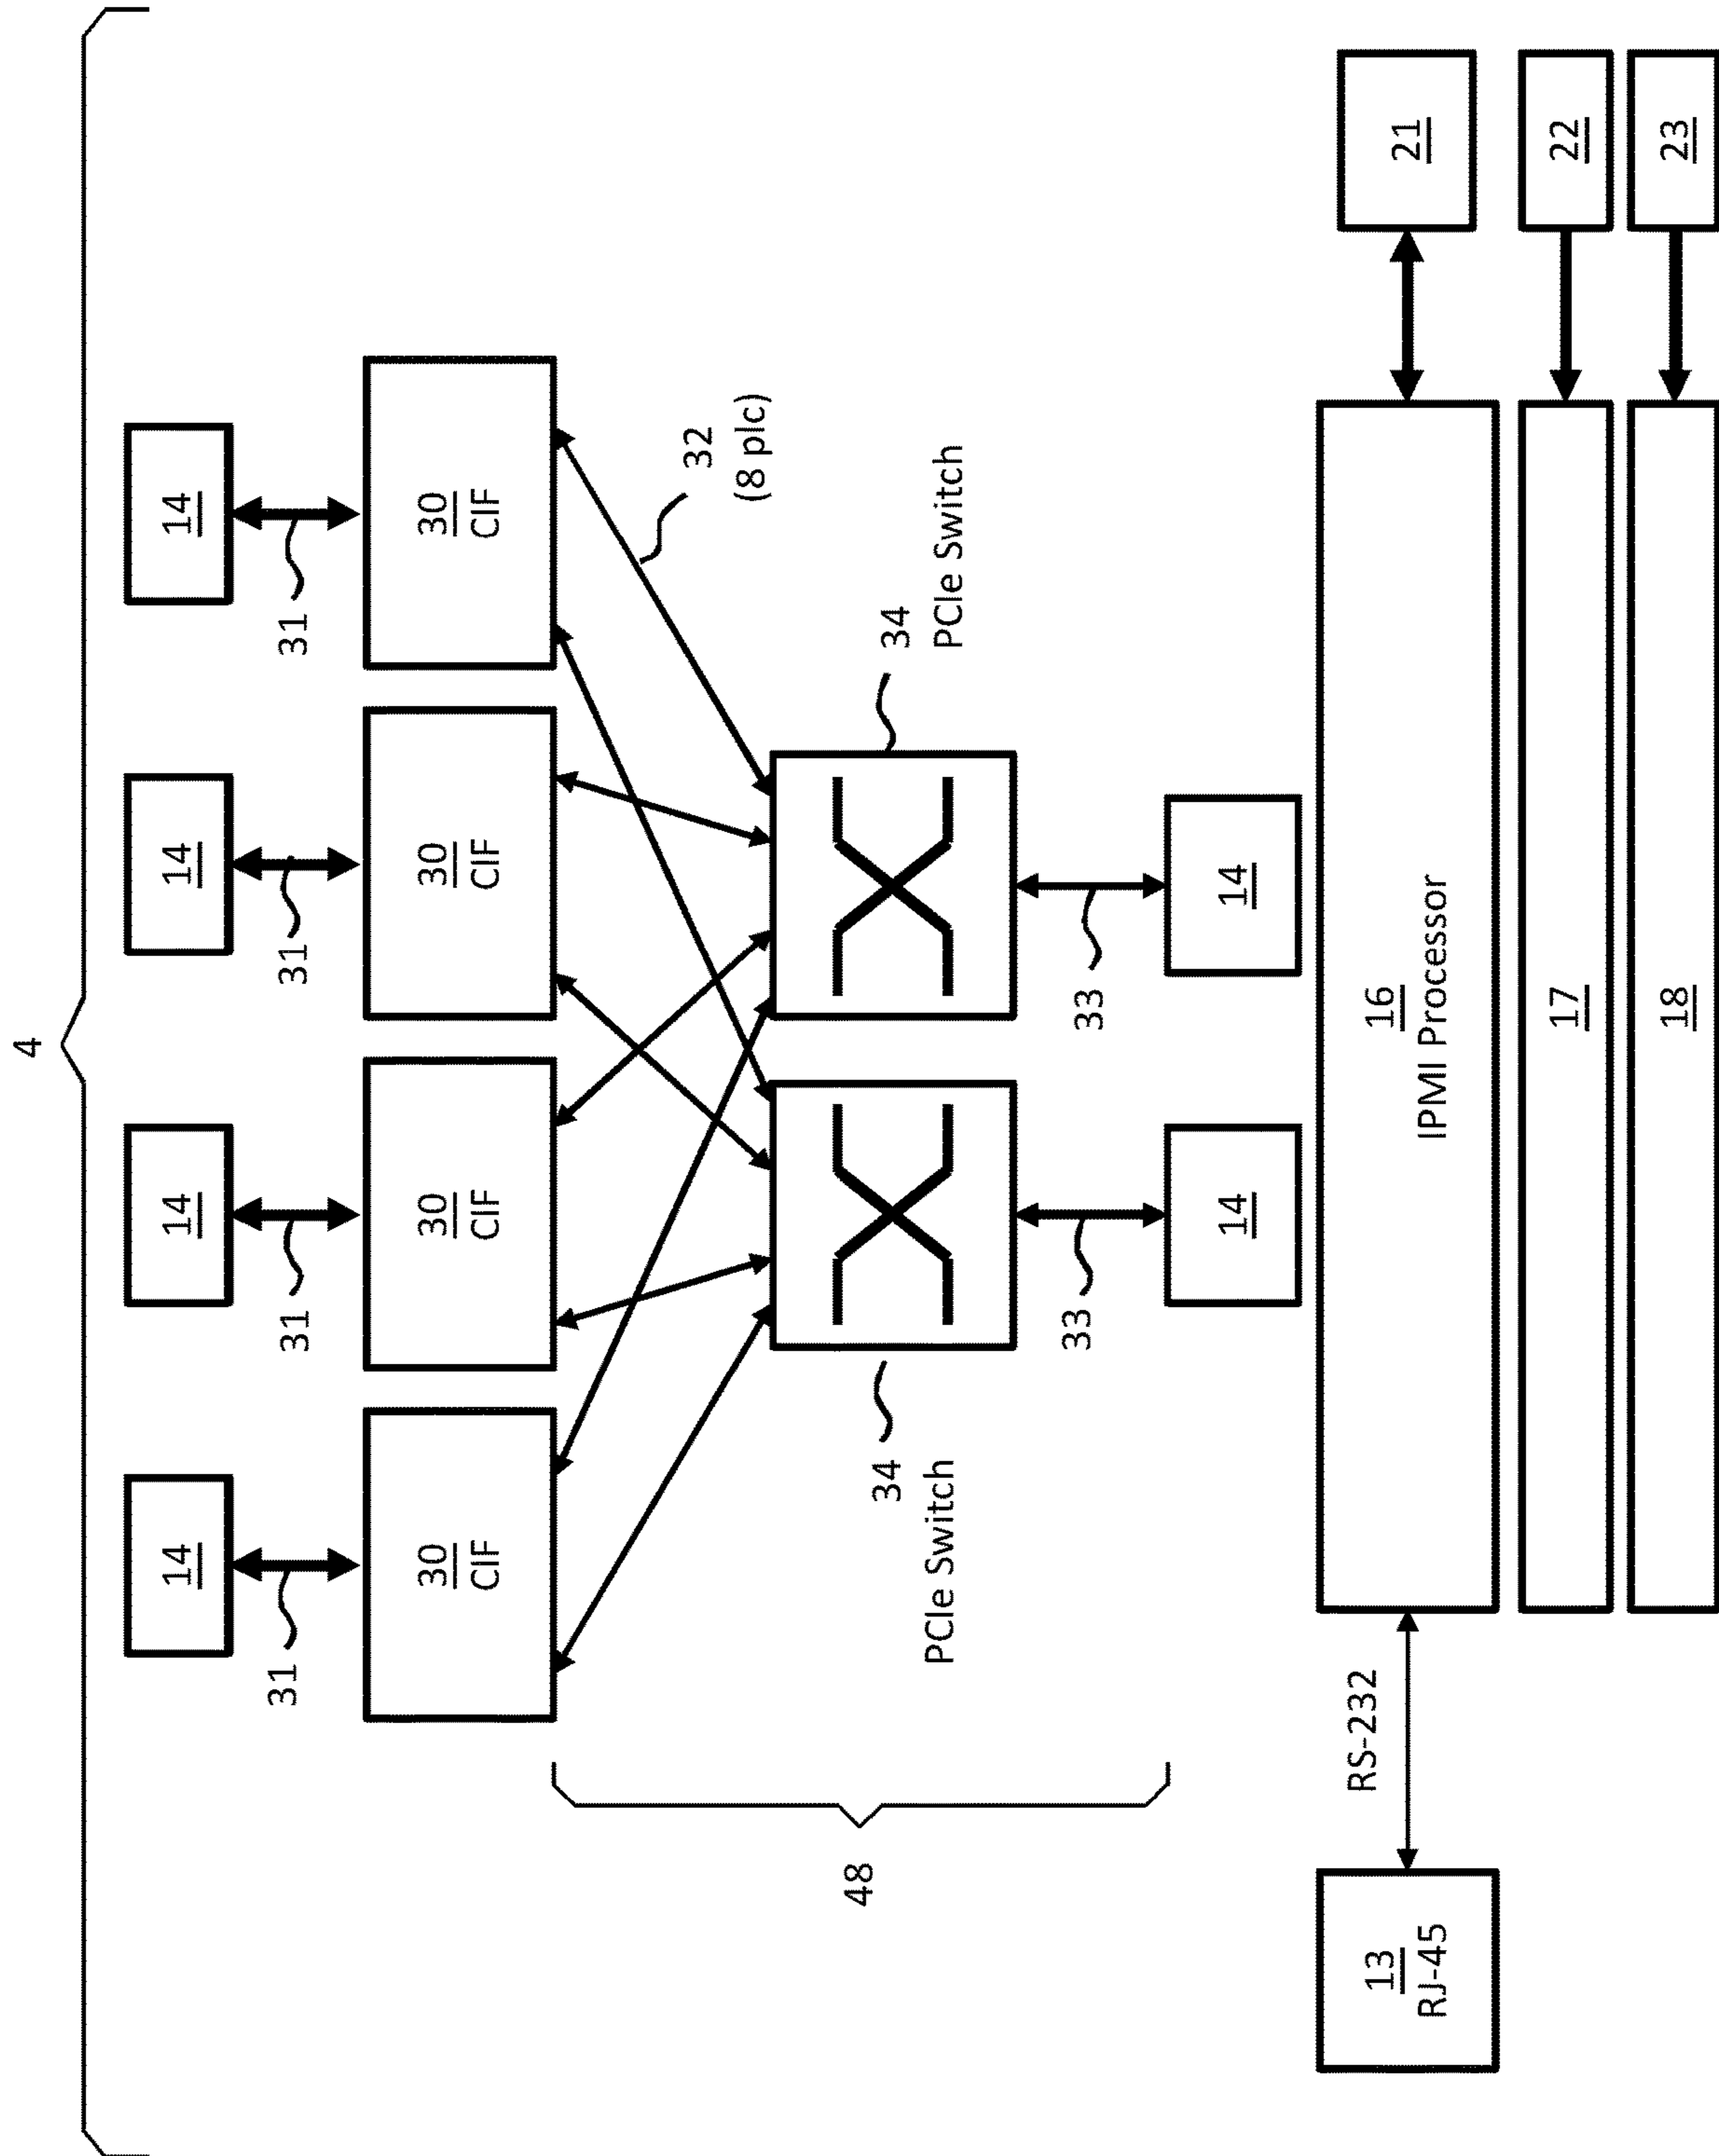 4
14
14
14
14
31
31
31
31
30
CIF
30
CIF
30
CIF
30
CIF
32
(8 plc)
48
34
PCIe Switch
34
PCIe Switch
33
33
14
14
13
RJ-45
RS-232
16
IPMI Processor
21
17
22
18
23